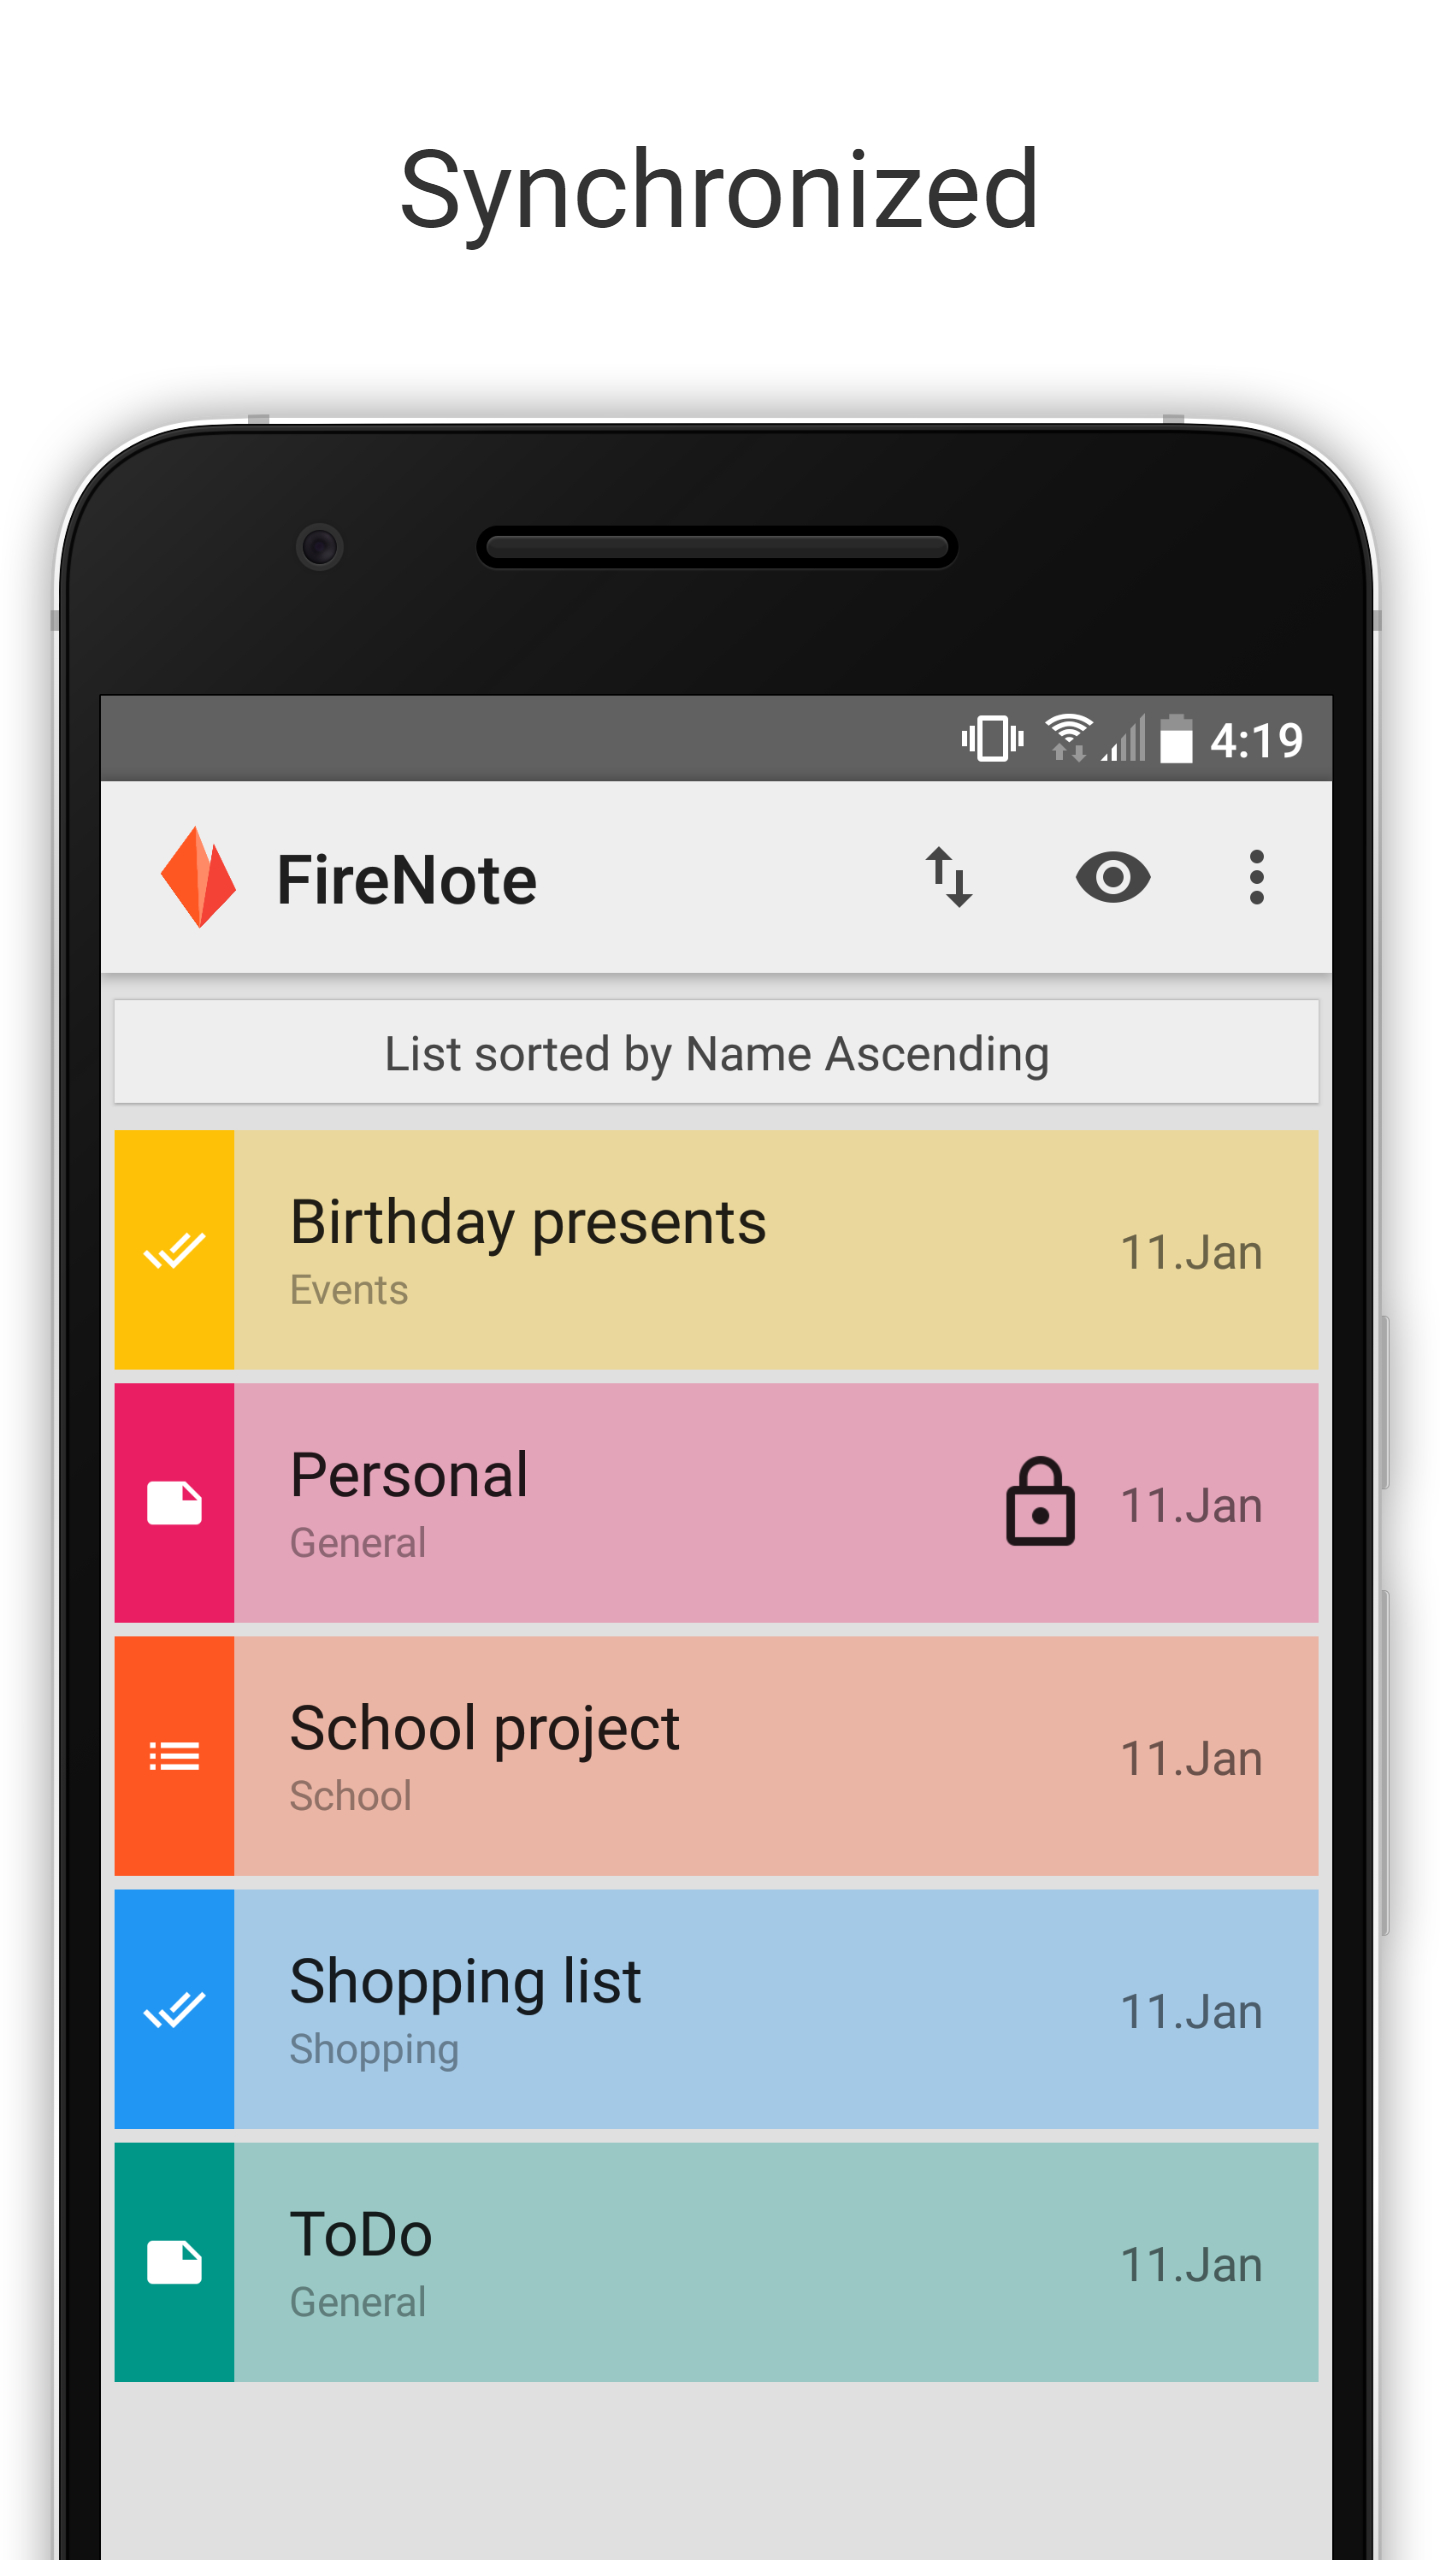 Synchronized
4:19
FireNote
List sorted by Name Ascending
Birthday presents
Events
11.Jan
Personal
General
11.Jan
School project
School
11.Jan
Shopping list
Shopping
11.Jan
ToDo
General
11.Jan